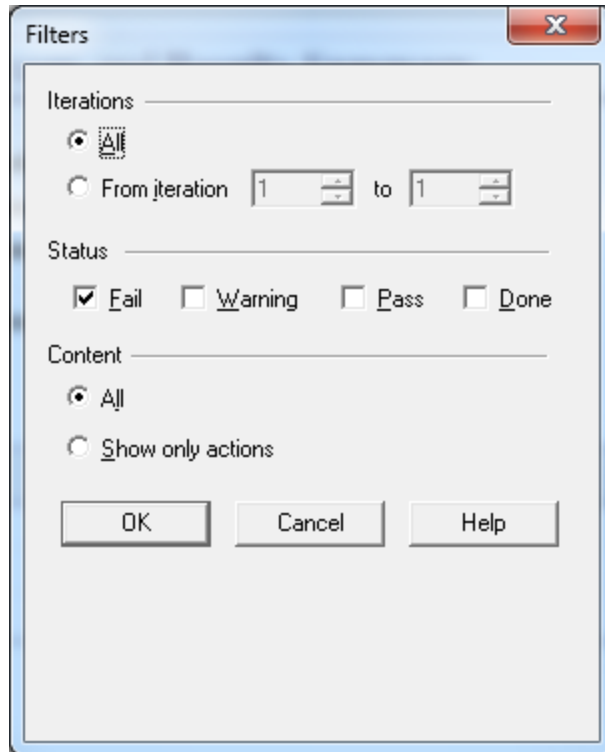 Filters
Iterations
All
From iteration 1 to 1
Status
Fail Warning Pass Done
Content
All
Show only actions
OK Cancel Help